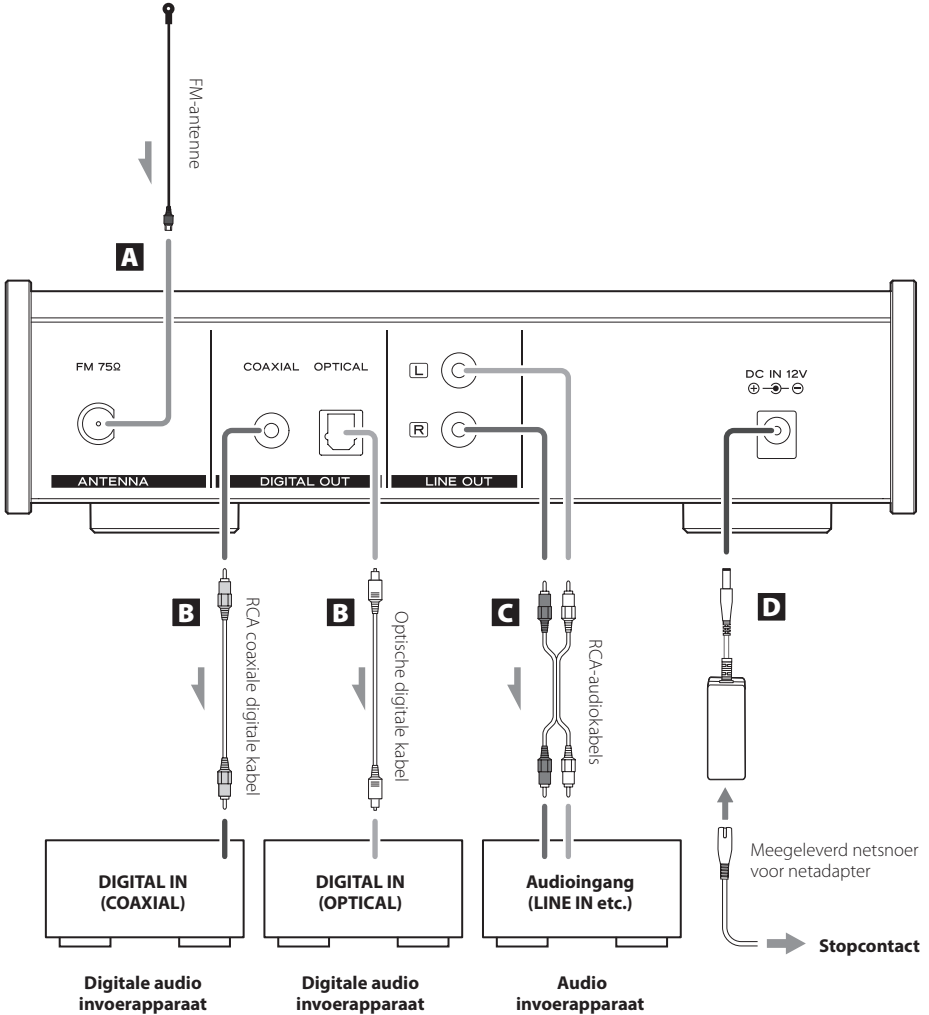 FM-antenne
A
FM 75Ω
COAXIAL OPTICAL
L
R
DC IN 12V
ANTENNA
DIGITAL OUT
LINE OUT
B
RCA coaxiale digitale kabel
B
Optische digitale kabel
C
RCA-audiokabels
D
DIGITAL IN
(COAXIAL)
DIGITAL IN
(OPTICAL)
Audioingang
(LINE IN etc.)
Meegeleverd netsnoer
voor netadapter
Stopcontact
Digitale audio
invoerapparaat
Digitale audio
invoerapparaat
Audio
invoerapparaat